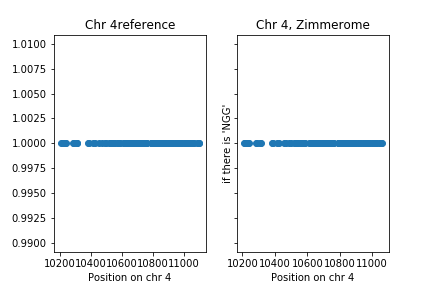 Chr 4reference
Chr 4, Zimmerome
1.0100
1.0075
1.0050
1.0025
1.0000
0.9975
0.9950
0.9925
0.9900
if there is 'NGG'
10200 10400 10600 10800 11000
10200 10400 10600 10800 11000
Position on chr 4
Position on chr 4